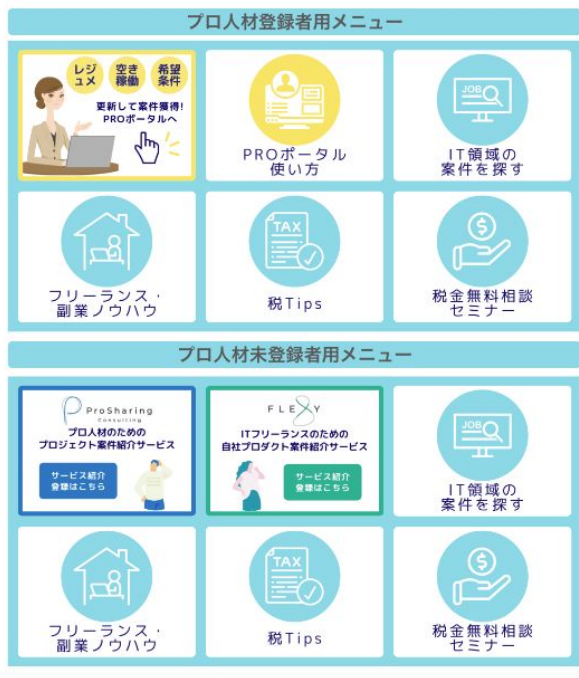 プロ人材登録者用メニュー
レジ
ュメ
空き
稼働
希望
条件
更新して案件獲得!
PROポータルへ
PROポータル
使い方
JOB
IT領域の
案件を探す
フリーランス・
副業ノウハウ
TAX
税Tips
$
税金無料相談
セミナー
プロ人材未登録者用メニュー
ProSharing
Consulting
プロ人材のための
プロジェクト案件紹介サービス
サービス紹介
登録はこちら
FLEXY
ITフリーランスのための
自社プロダクト案件紹介サービス
サービス紹介
登録はこちら
JOB
IT領域の
案件を探す
フリーランス・
副業ノウハウ
TAX
税Tips
$
税金無料相談
セミナー